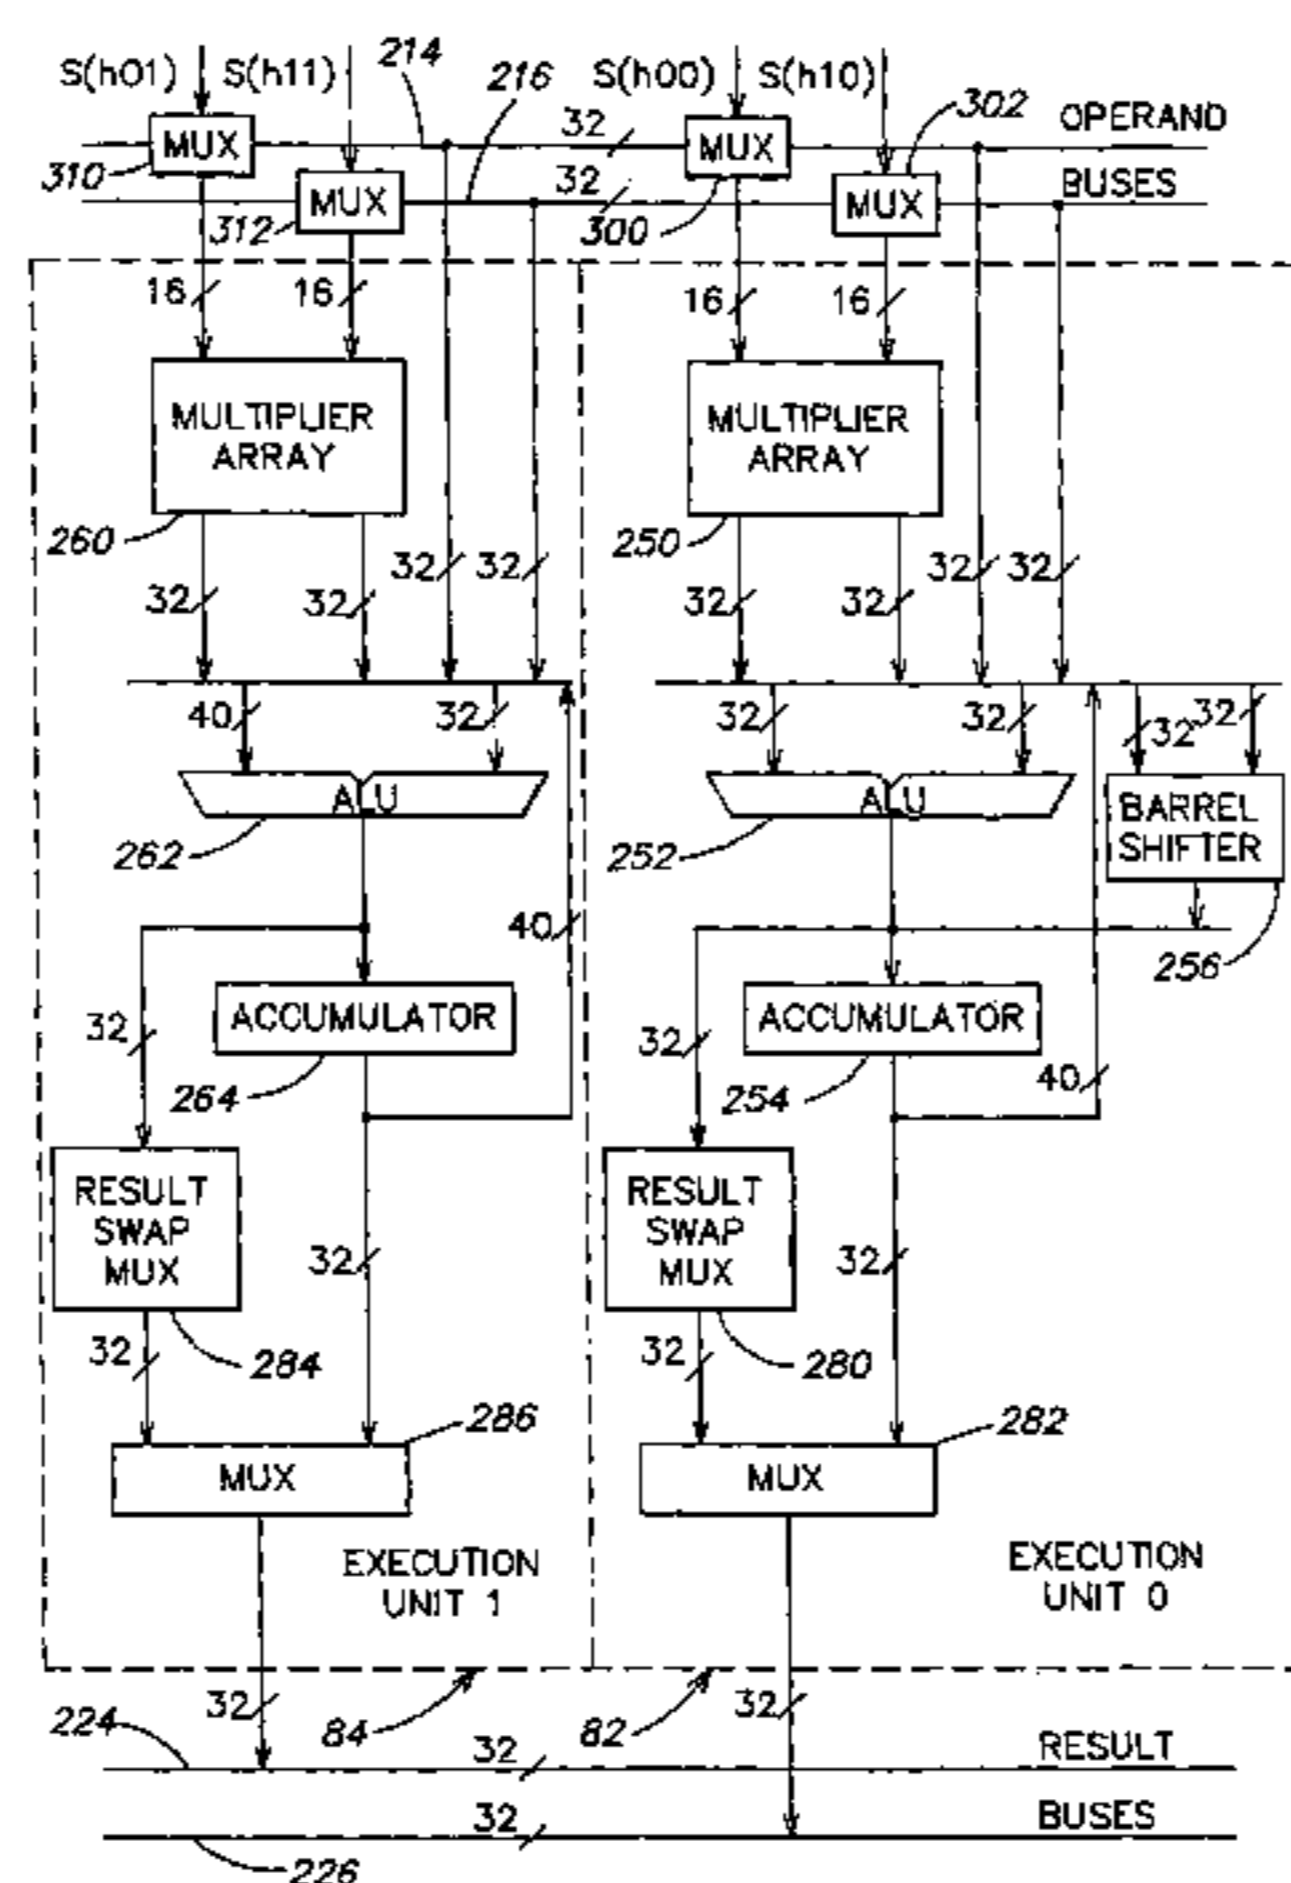 S(h01) S(h11) 214 216 S(h00) S(h10) 302
MUX 32 MUX OPERAND
310 MUX 32 MUX BUSES
312 300
16 16 16 16
MULTIPLIER ARRAY MULTIPLIER ARRAY
260 250
32 32 32 32
32 32 32 32
40 32 32 32 32 32
ALU ALU BARREL SHIFTER
262 252
40 256
ACCUMULATOR ACCUMULATOR
32 32
264 254 40
RESULT SWAP MUX RESULT SWAP MUX
32 32
32 284 32 280
286 282
MUX MUX
EXECUTION UNIT 1 EXECUTION UNIT 0
32 84 82 32
224 32 RESULT
32 BUSES
226